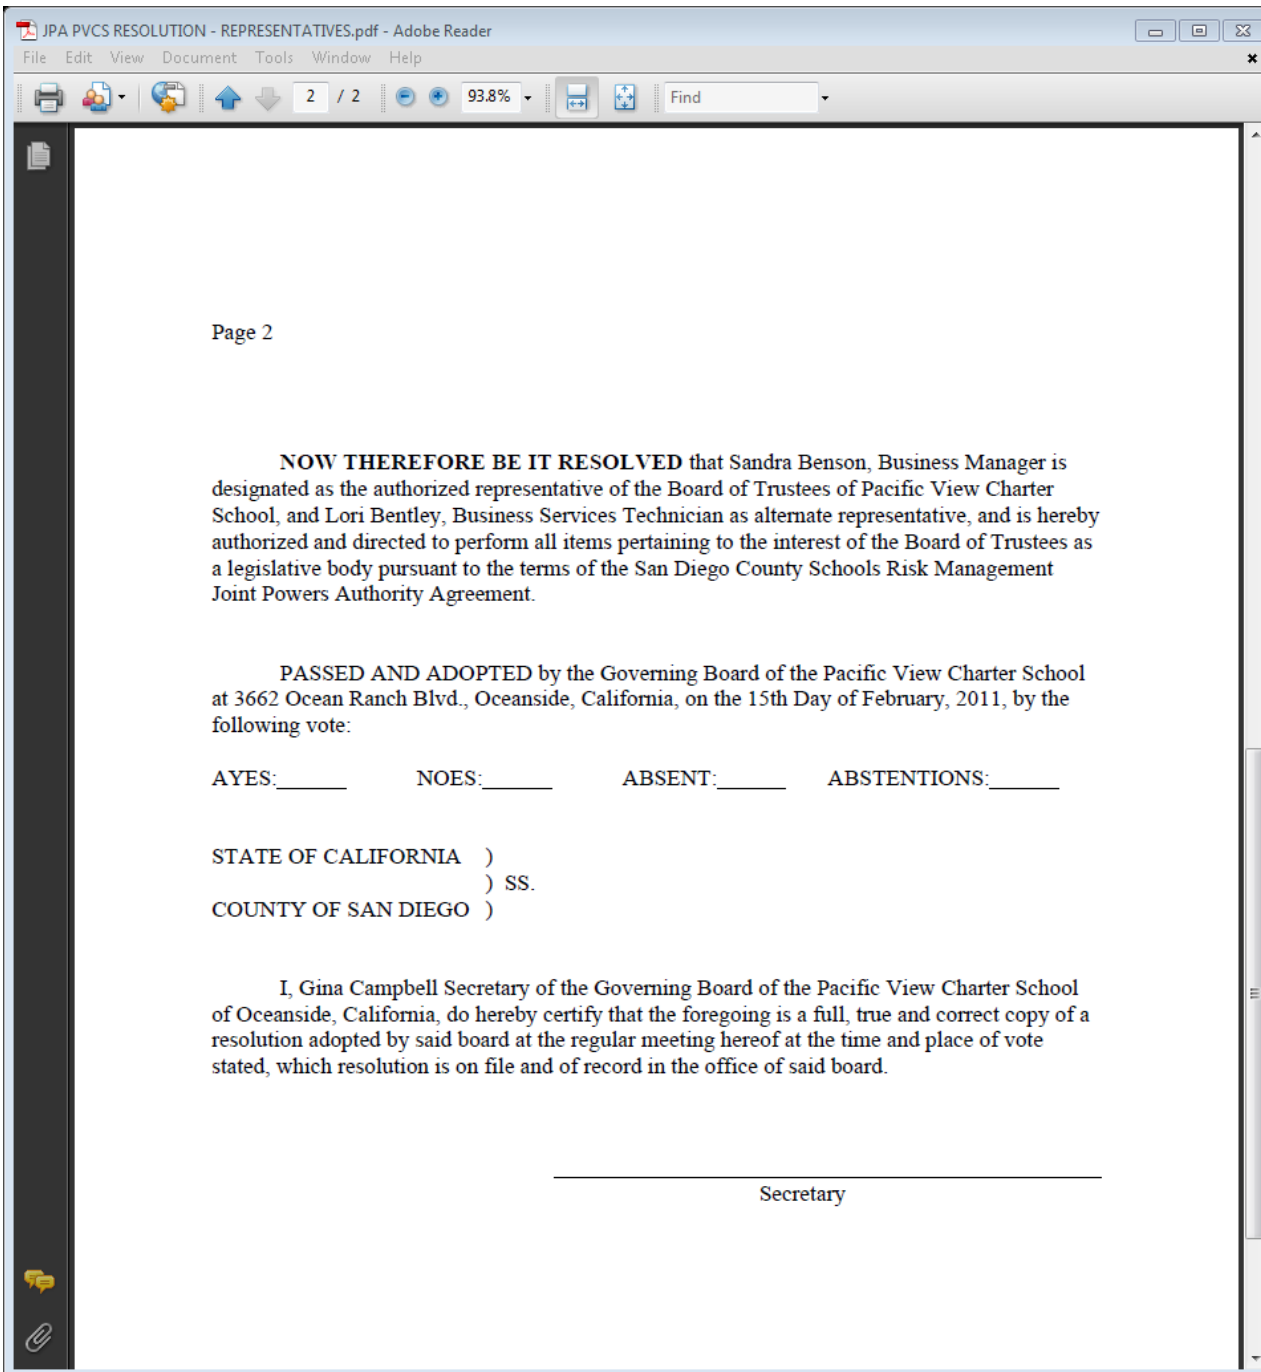 JPA PVCS RESOLUTION - REPRESENTATIVES.pdf - Adobe Reader
File Edit View Document Tools Window Help
2 / 2 93.8% Find
Page 2
NOW THEREFORE BE IT RESOLVED that Sandra Benson, Business Manager is
designated as the authorized representative of the Board of Trustees of Pacific View Charter
School, and Lori Bentley, Business Services Technician as alternate representative, and is hereby
authorized and directed to perform all items pertaining to the interest of the Board of Trustees as
a legislative body pursuant to the terms of the San Diego County Schools Risk Management
Joint Powers Authority Agreement.
PASSED AND ADOPTED by the Governing Board of the Pacific View Charter School
at 3662 Ocean Ranch Blvd., Oceanside, California, on the 15th Day of February, 2011, by the
following vote:
AYES:______ NOES:______ ABSENT:______ ABSTENTIONS:______
STATE OF CALIFORNIA )
) SS.
COUNTY OF SAN DIEGO )
I, Gina Campbell Secretary of the Governing Board of the Pacific View Charter School
of Oceanside, California, do hereby certify that the foregoing is a full, true and correct copy of a
resolution adopted by said board at the regular meeting hereof at the time and place of vote
stated, which resolution is on file and of record in the office of said board.
Secretary